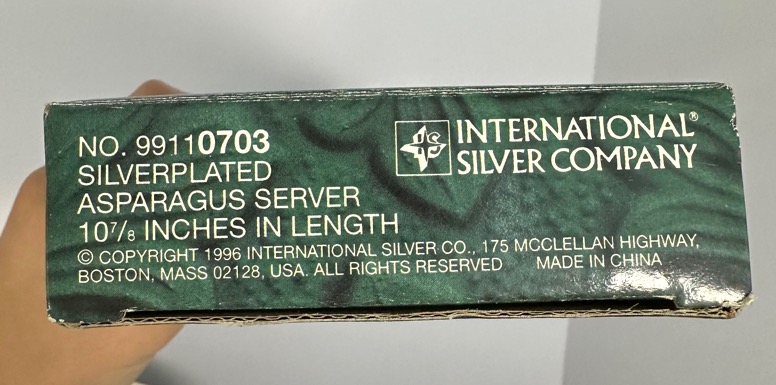 NO. 99110703
SILVERPLATED
ASPARAGUS SERVER
10⅞ INCHES IN LENGTH
© COPYRIGHT 1996 INTERNATIONAL SILVER CO., 175 MCCLELLAN HIGHWAY,
BOSTON, MASS 02128, USA. ALL RIGHTS RESERVED MADE IN CHINA
INTERNATIONAL®
SILVER COMPANY